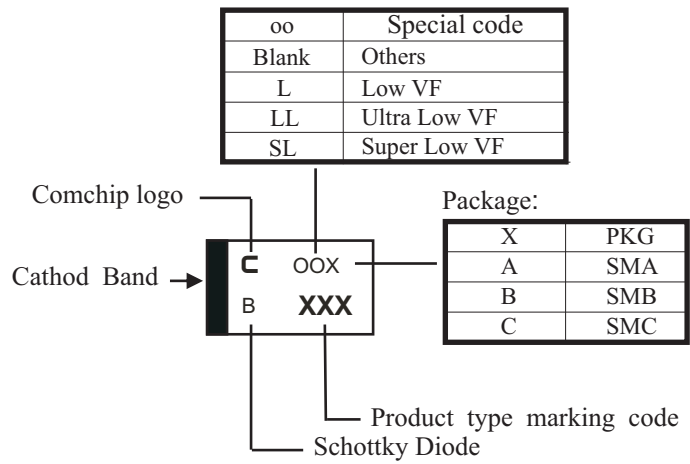 oo Special code
Blank Others
L Low VF
LL Ultra Low VF
SL Super Low VF
Comchip logo
Package:
X PKG
A SMA
B SMB
C SMC
Cathod Band
C OOX
B XXX
Product type marking code
Schottky Diode